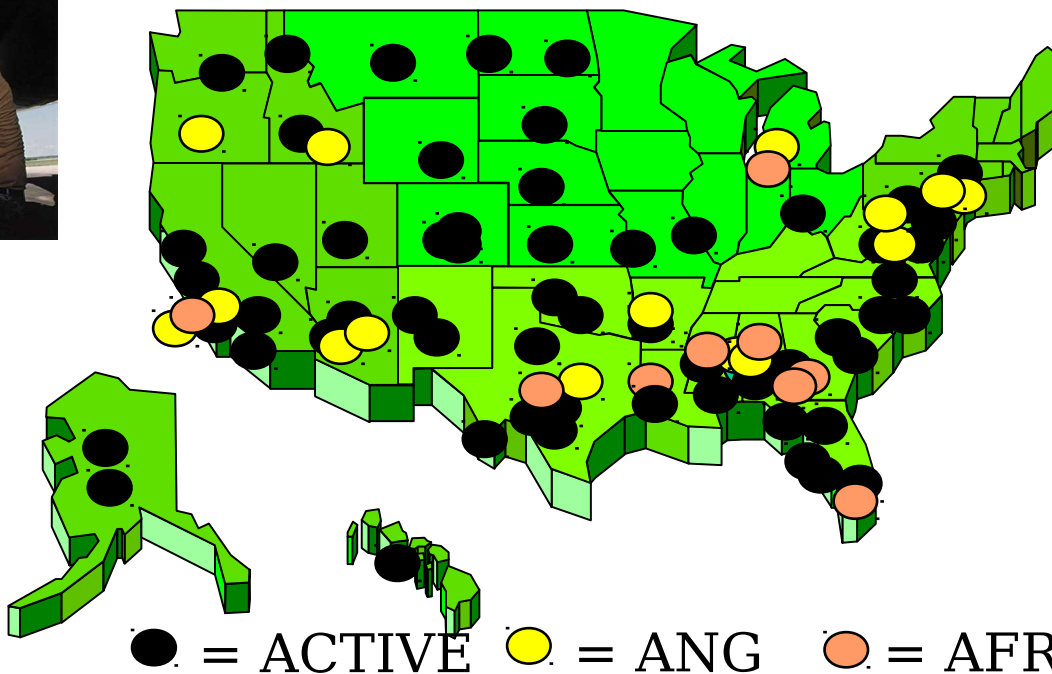 = ACTIVE = ANG = AFR